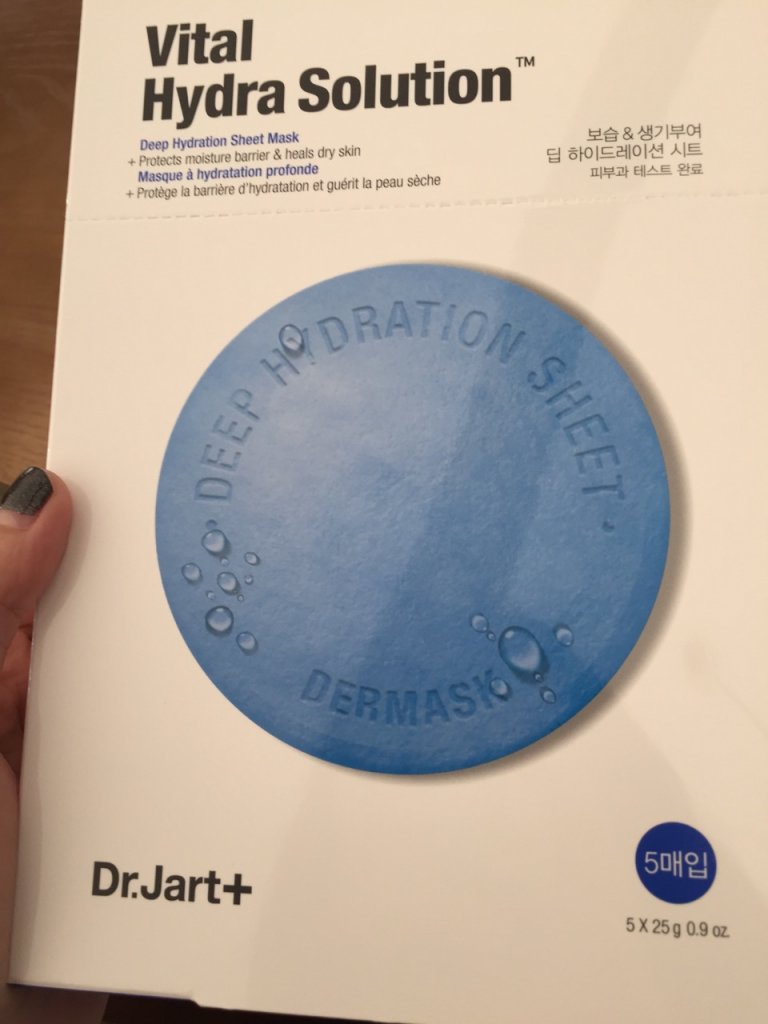 Vital
Hydra Solution™
Deep Hydration Sheet Mask
+ Protects moisture barrier & heals dry skin
Masque à hydratation profonde
+ Protège la barrière d'hydratation et guérit la peau sèche
보습 & 생기부여
딥 하이드레이션 시트
피부과 테스트 완료
· DEEP HYDRATION SHEET ·
DERMASK
Dr.Jart+
5매입
5 X 25 g 0.9 oz.